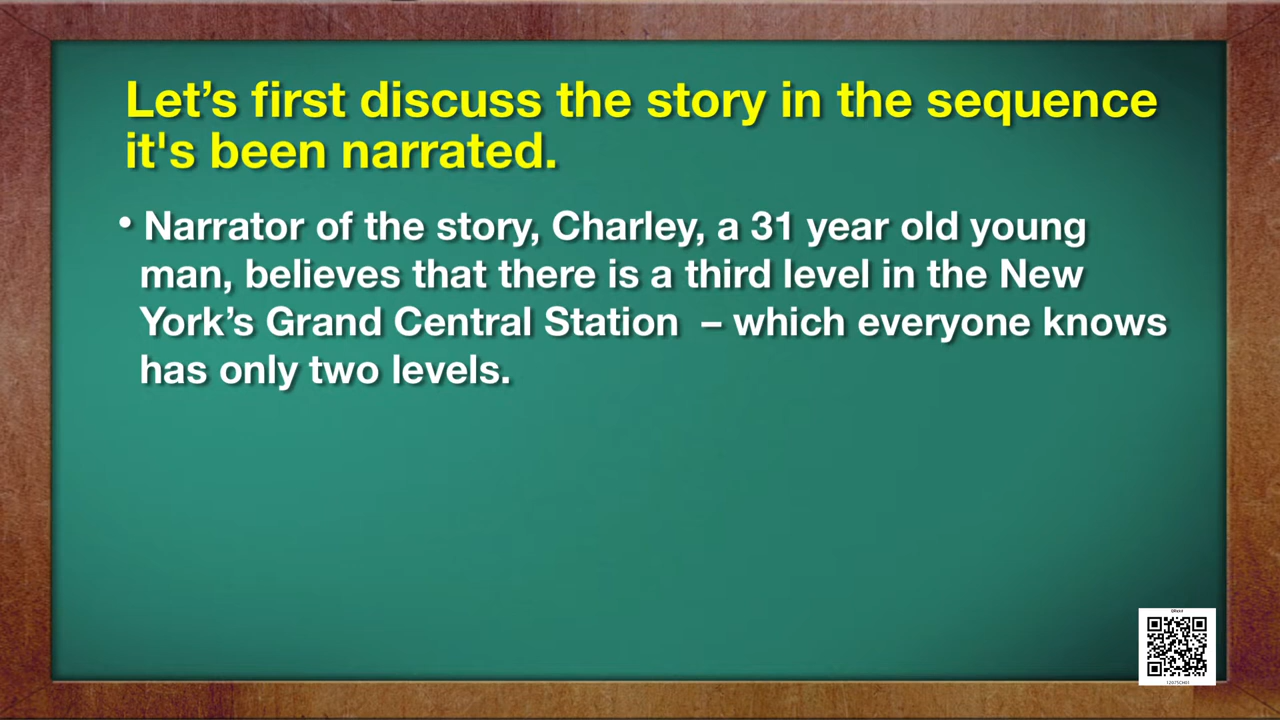 Let’s first discuss the story in the sequence
it's been narrated.
• Narrator of the story, Charley, a 31 year old young
man, believes that there is a third level in the New
York’s Grand Central Station – which everyone knows
has only two levels.